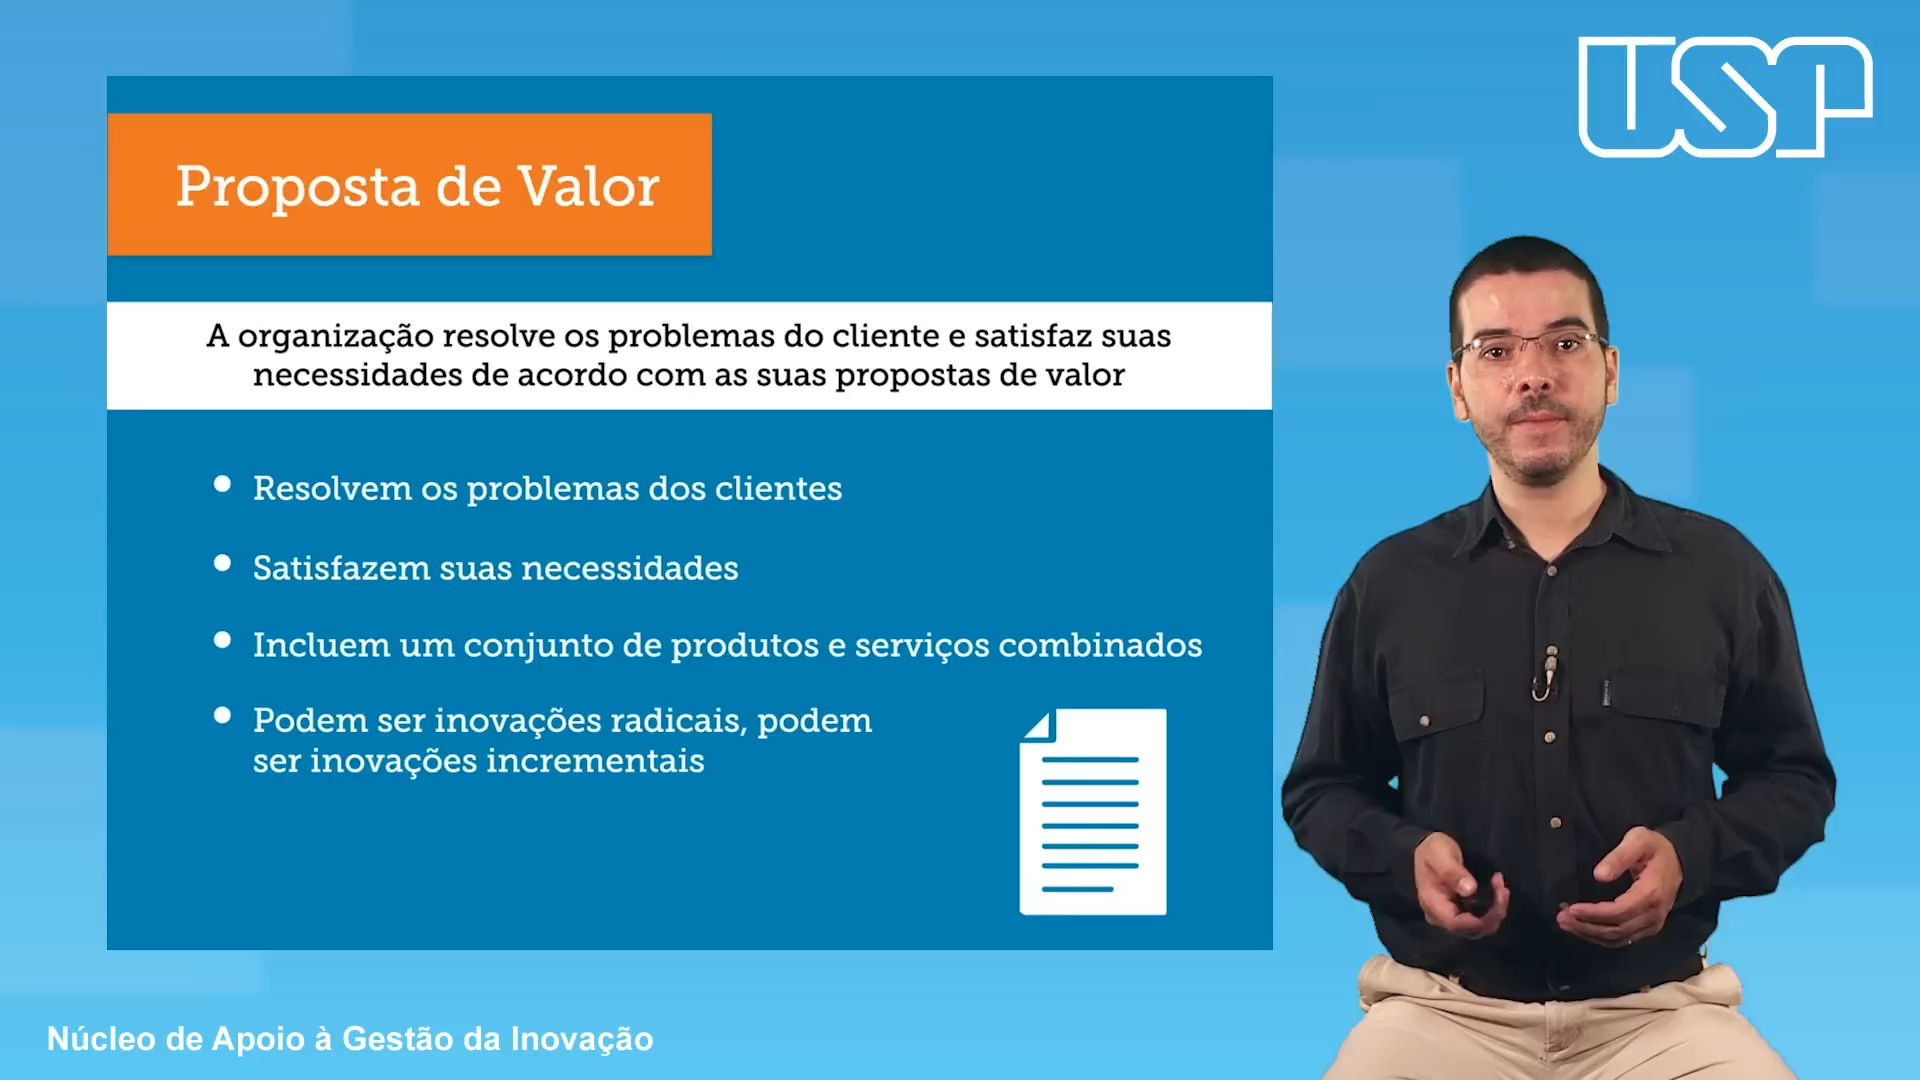 USP
Proposta de Valor
A organização resolve os problemas do cliente e satisfaz suas
necessidades de acordo com as suas propostas de valor
• Resolvem os problemas dos clientes
• Satisfazem suas necessidades
• Incluem um conjunto de produtos e serviços combinados
• Podem ser inovações radicais, podem
ser inovações incrementais
Núcleo de Apoio à Gestão da Inovação